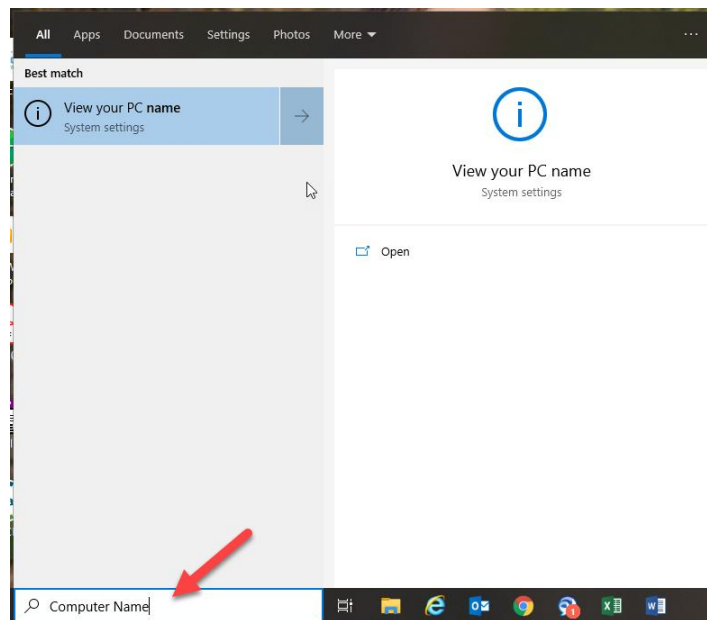 All Apps Documents Settings Photos More ...
Best match
View your PC name
System settings
View your PC name
System settings
Open
Computer Name